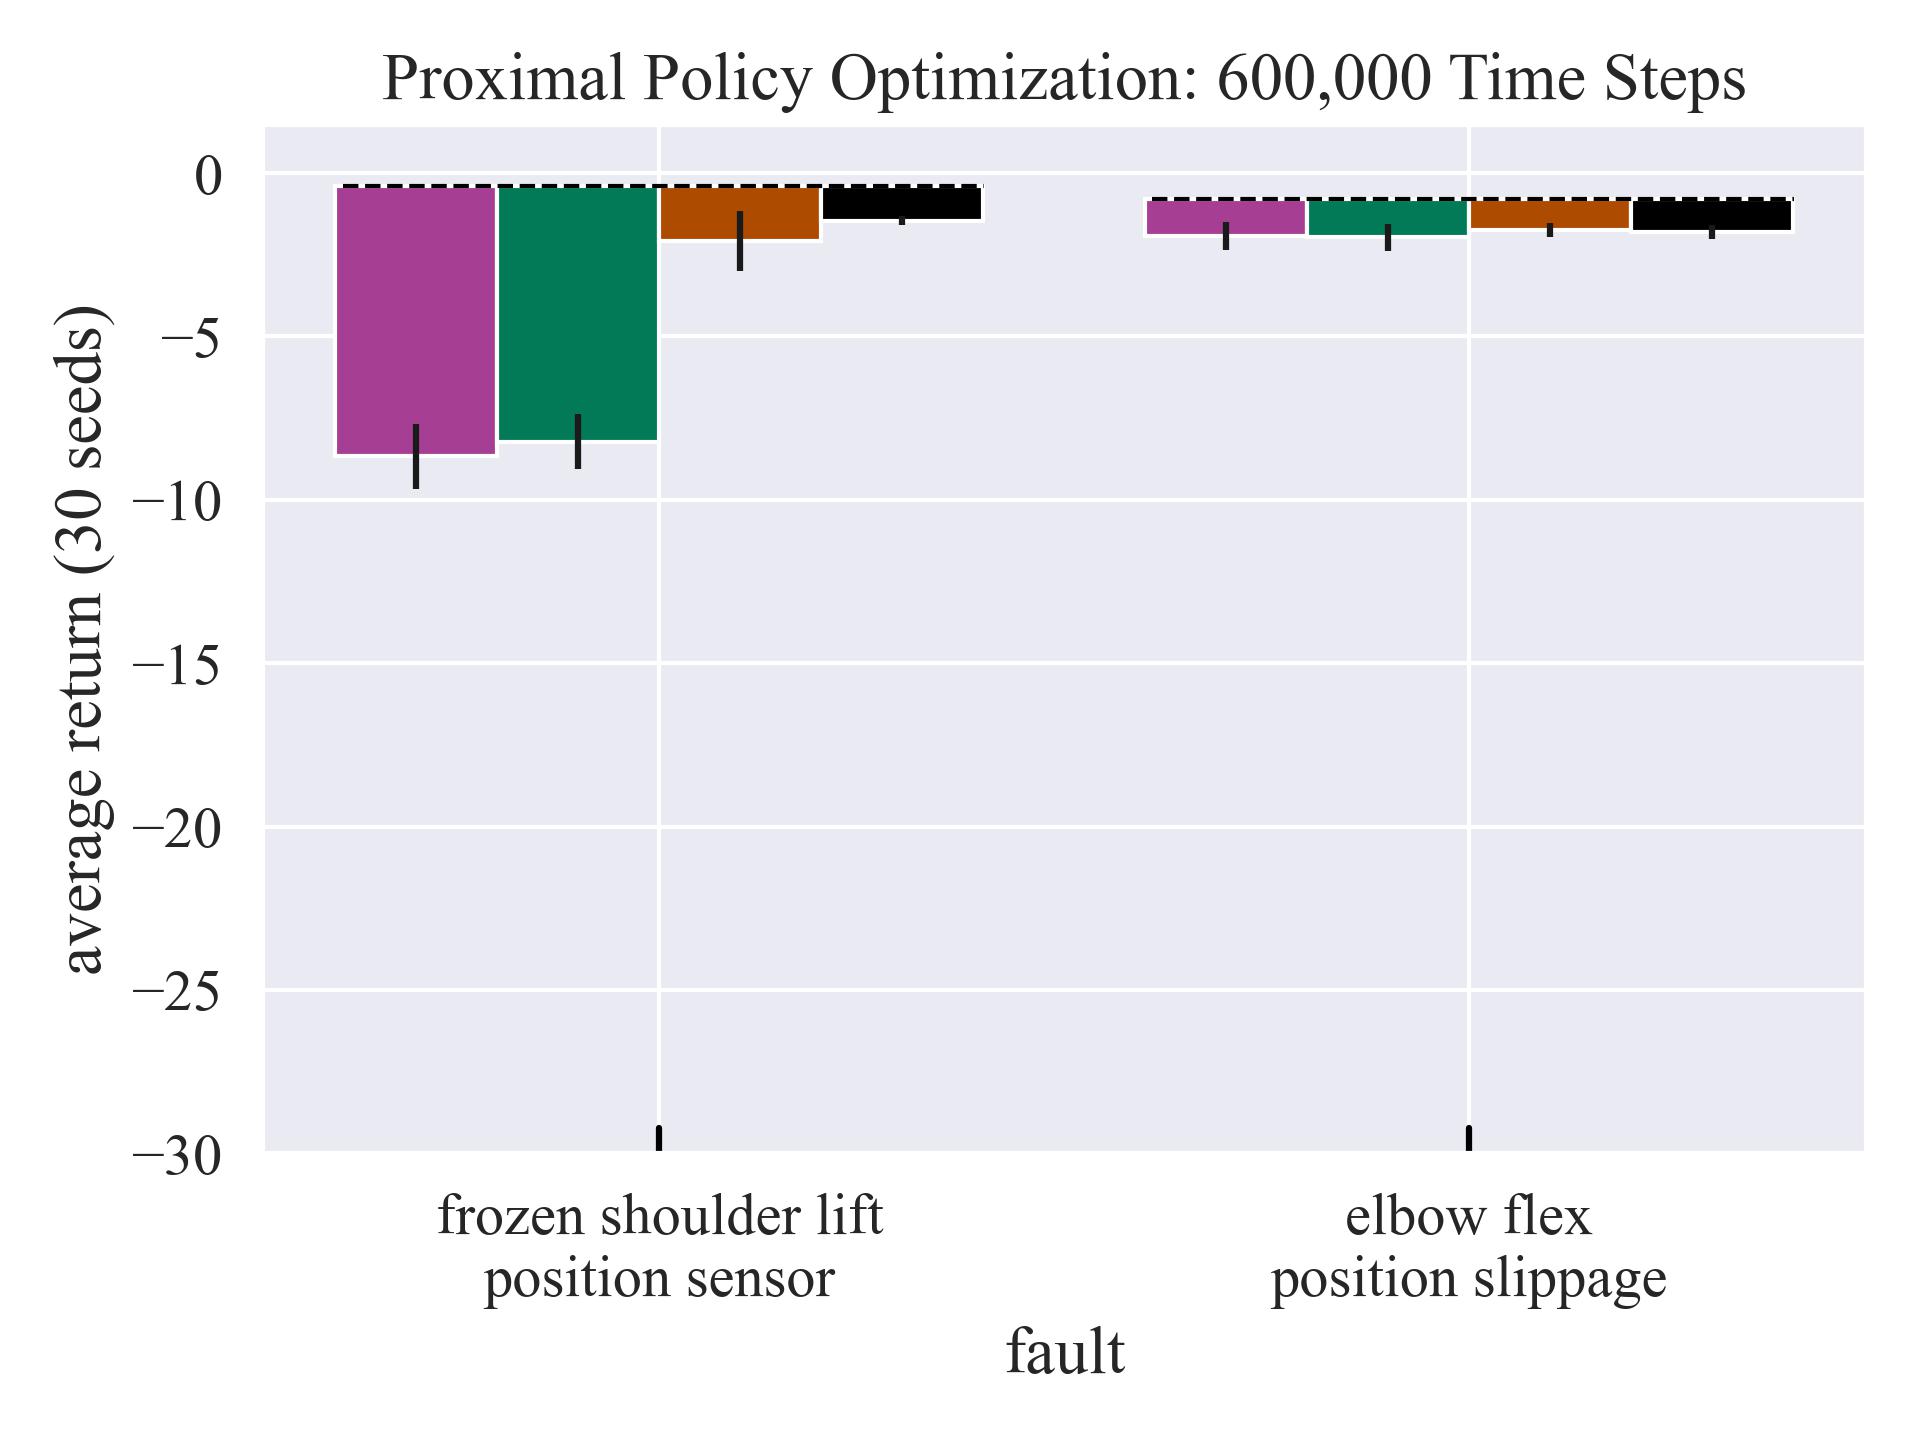 Proximal Policy Optimization: 600,000 Time Steps
average return (30 seeds)
0
−5
−10
−15
−20
−25
−30
frozen shoulder lift
position sensor
elbow flex
position slippage
fault